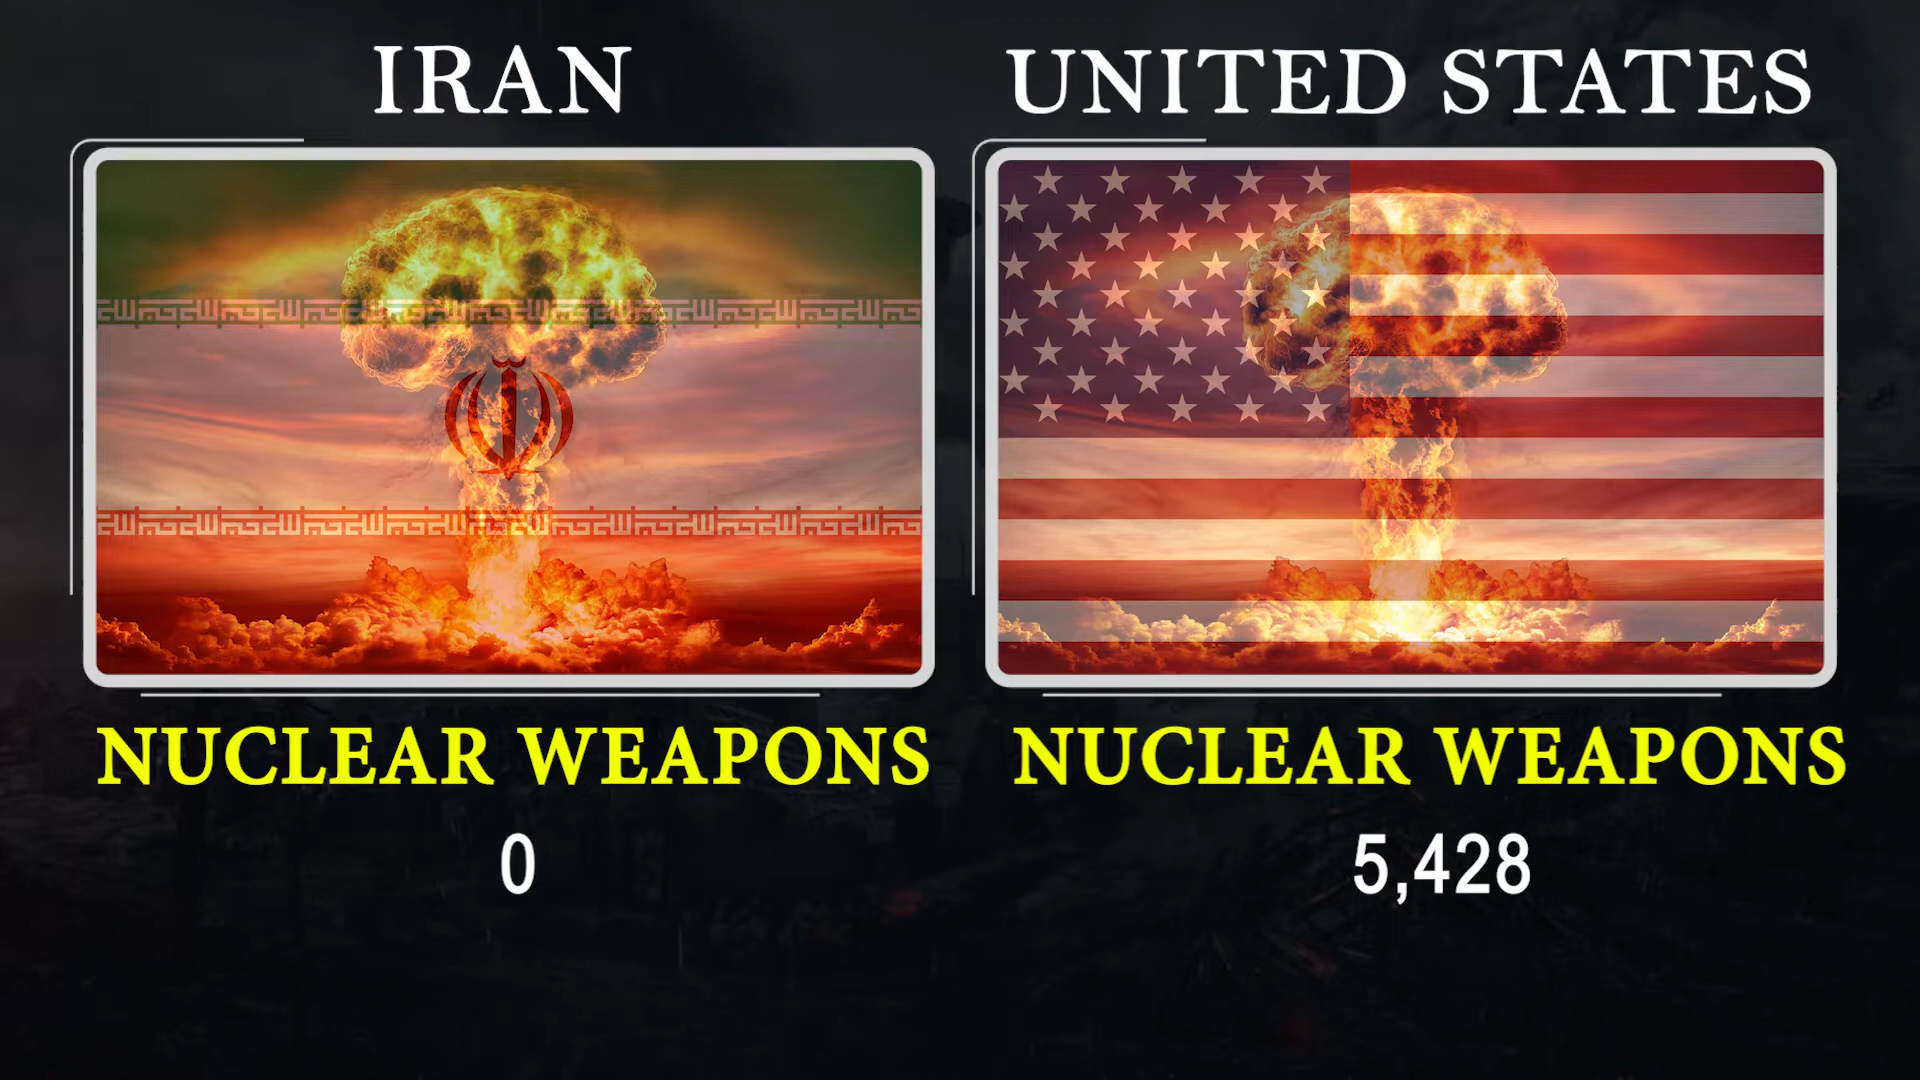 IRAN
UNITED STATES
NUCLEAR WEAPONS
NUCLEAR WEAPONS
0
5,428